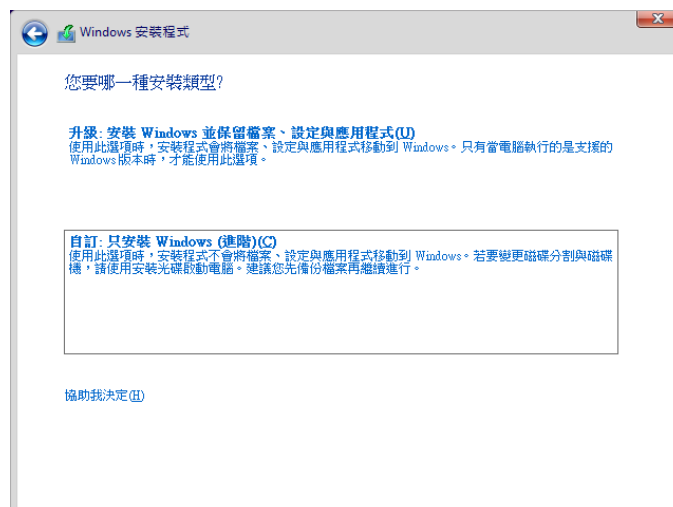 Windows 安裝程式
您要哪一種安裝類型?
升級: 安裝 Windows 並保留檔案、設定與應用程式(U)
使用此選項時，安裝程式會將檔案、設定與應用程式移動到 Windows。只有當電腦執行的是支援的
Windows 版本時，才能使用此選項。
自訂: 只安裝 Windows (進階)(C)
使用此選項時，安裝程式不會將檔案、設定與應用程式移動到 Windows。若要變更磁碟分割與磁碟
機，請使用安裝光碟啟動電腦。建議您先備份檔案再繼續進行。
協助我決定(H)